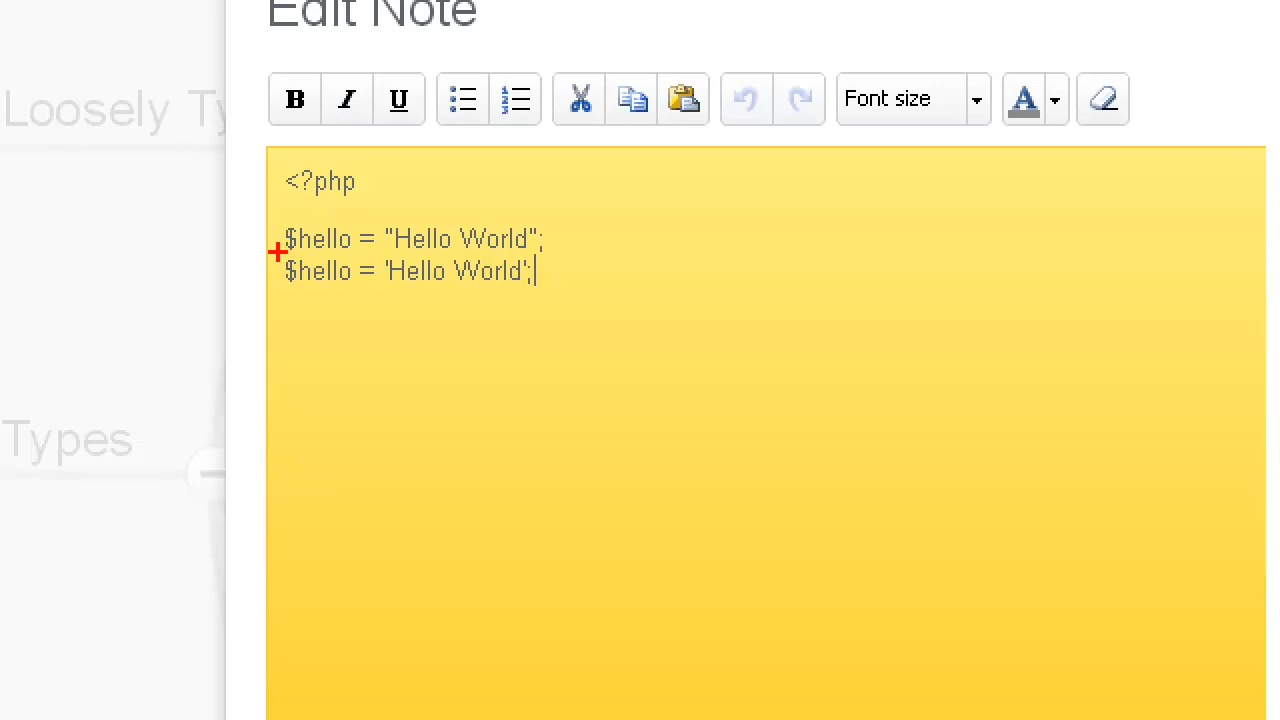 Edit Note
Loosely Ty
B I U
Font size
A
<?php
$hello = "Hello World";
$hello = 'Hello World';
Types